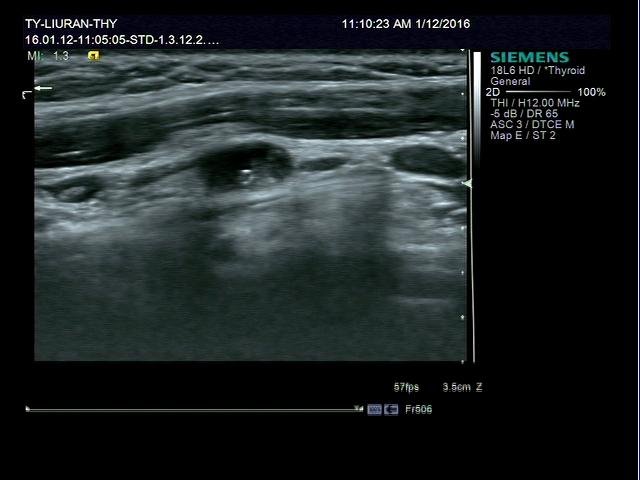 TY-LIURAN-THY
11:10:23 AM 1/12/2016
16.01.12-11:05:05-STD-1.3.12.2....
MI: 1.3
SIEMENS
18L6 HD / *Thyroid
General
2D 100%
THI / H12.00 MHz
-5 dB / DR 65
ASC 3 / DTCE M
Map E / ST 2
57fps 3.5cm Z
Fr506